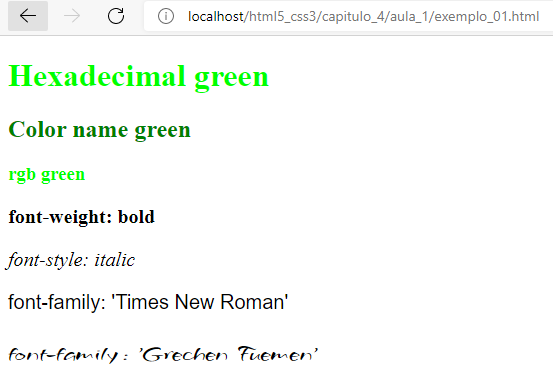 localhost/html5_css3/capitulo_4/aula_1/exemplo_01.html
Hexadecimal green
Color name green
rgb green
font-weight: bold
font-style: italic
font-family: 'Times New Roman'
font-family: 'Grechen Fuemen'